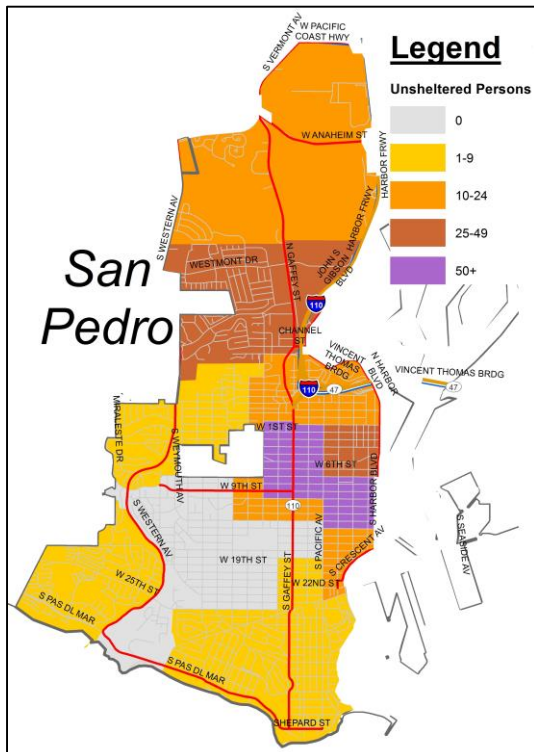 W PACIFIC
COAST HWY
S VERMONT AV
Legend
Unsheltered Persons
0
1-9
10-24
25-49
50+
W ANAHEIM ST
HARBOR FRWY
S WESTERN AV
HARBOR FRWY
JOHN S
GIBSON
BLVD
N GAFFEY ST
WESTMONT DR
San
Pedro
110
CHANNEL
ST
VINCENT
THOMAS
BRDG
N HARBOR
BLVD
VINCENT THOMAS BRDG
47
110
47
MIRALESTE DR
S WEYMOUTH AV
W 1ST ST
W 6TH ST
W 9TH ST
S HARBOR BLVD
110
S WESTERN AV
S PACIFIC AV
S CRESCENT AV
S SEASIDE AV
W 19TH ST
W 25TH ST
S GAFFEY ST
W 22ND ST
S PAS DL MAR
S PAS DL MAR
SHEPARD ST